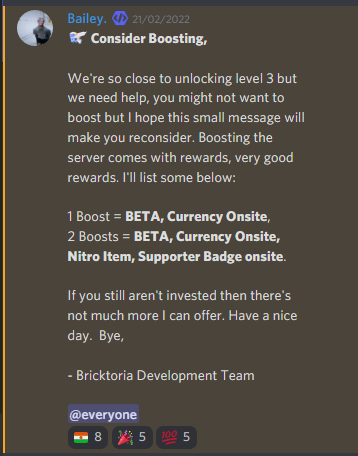 Bailey. 21/02/2022
Consider Boosting,
We're so close to unlocking level 3 but
we need help, you might not want to
boost but I hope this small message will
make you reconsider. Boosting the
server comes with rewards, very good
rewards. I'll list some below:
1 Boost = BETA, Currency Onsite,
2 Boosts = BETA, Currency Onsite,
Nitro Item, Supporter Badge onsite.
If you still aren't invested then there's
not much more I can offer. Have a nice
day. Bye,
- Bricktoria Development Team
@everyone
8 5 💯 5